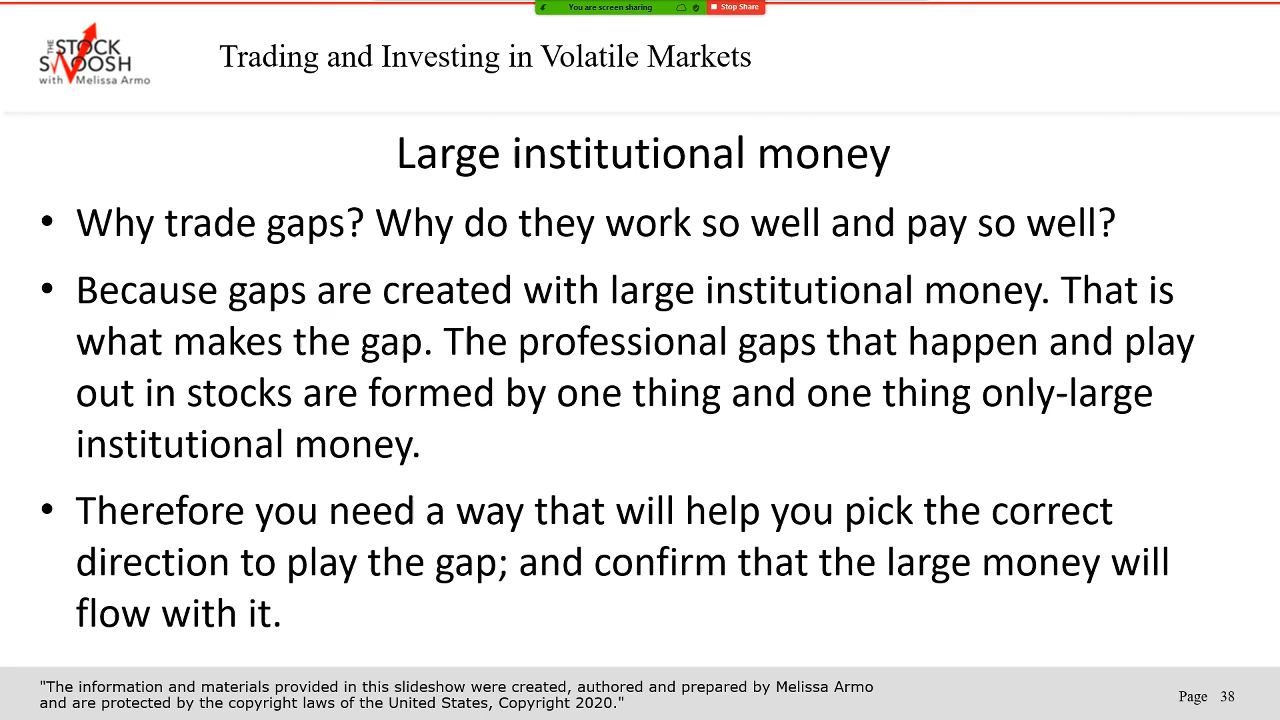 You are screen sharing
Stop Share
THE STOCK
SWOOSH
with Melissa Armo
Trading and Investing in Volatile Markets
Large institutional money
• Why trade gaps? Why do they work so well and pay so well?
• Because gaps are created with large institutional money. That is
what makes the gap. The professional gaps that happen and play
out in stocks are formed by one thing and one thing only-large
institutional money.
• Therefore you need a way that will help you pick the correct
direction to play the gap; and confirm that the large money will
flow with it.
"The information and materials provided in this slideshow were created, authored and prepared by Melissa Armo
and are protected by the copyright laws of the United States, Copyright 2020."
Page 38